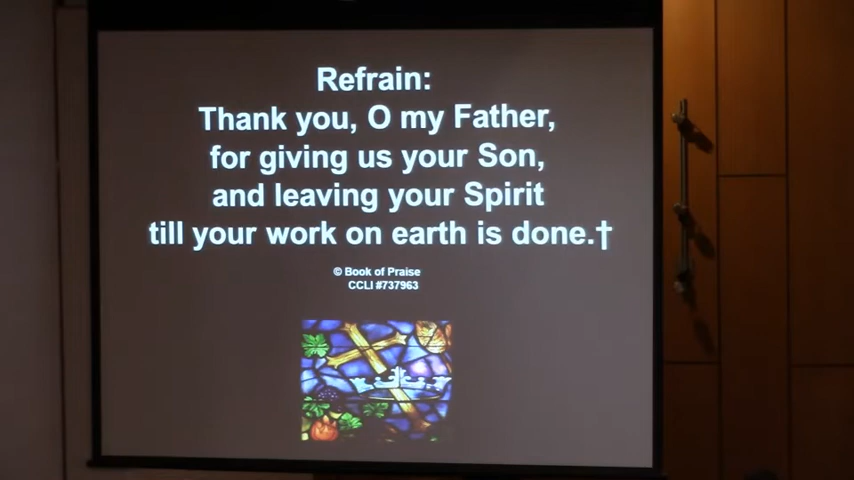 Refrain:
Thank you, O my Father,
for giving us your Son,
and leaving your Spirit
till your work on earth is done.†
© Book of Praise
CCLI #737963